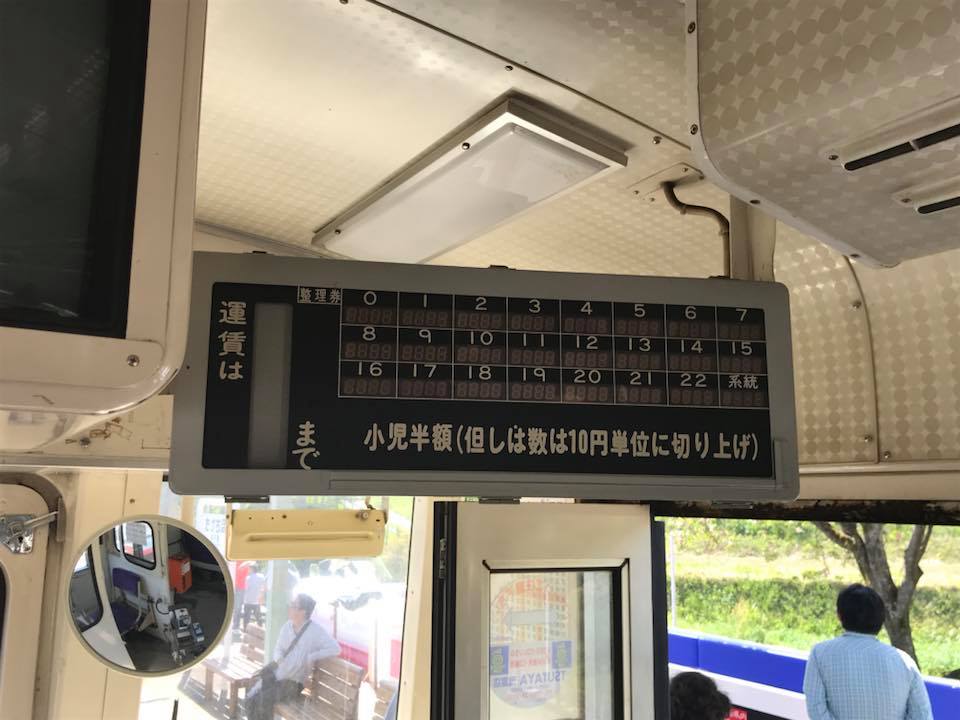 運賃は
まで
整理券 0 1 2 3 4 5 6 7
8 9 10 11 12 13 14 15
16 17 18 19 20 21 22 系統
小児半額(但しは数は10円単位に切り上げ)
TSUTAYA